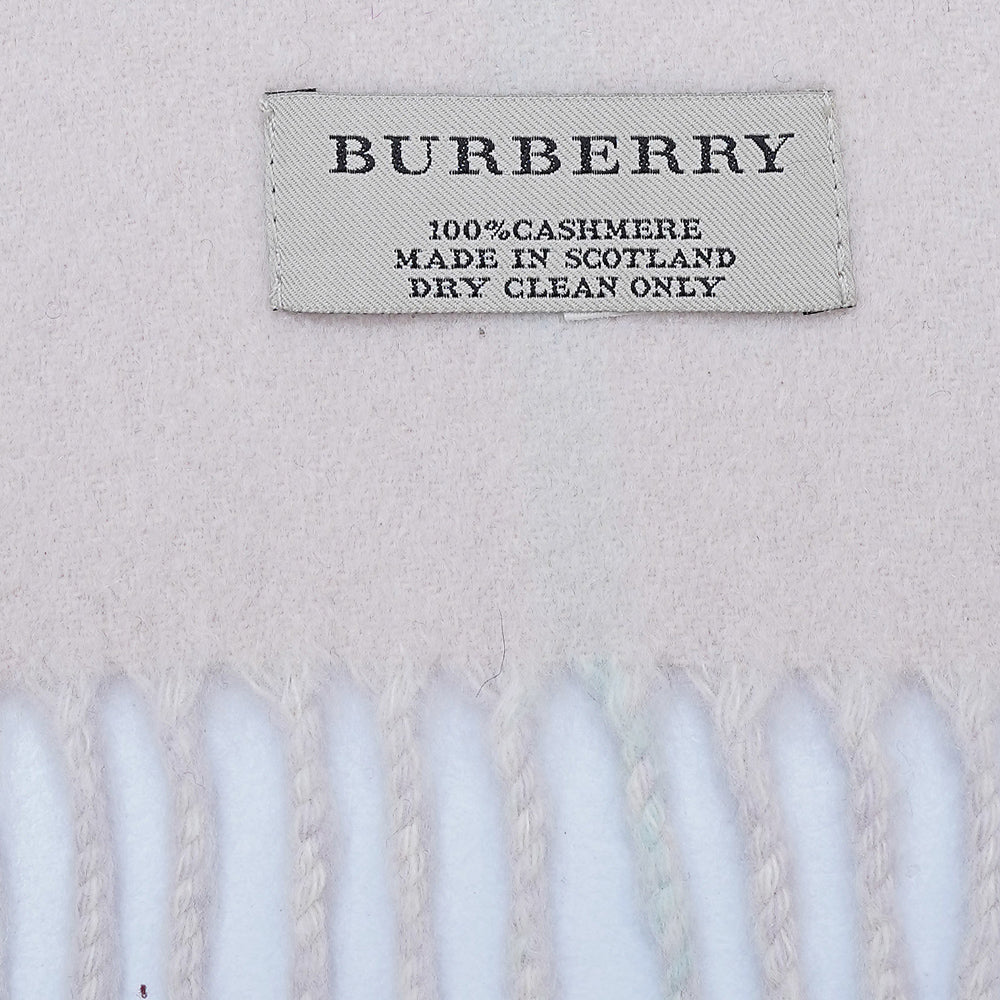 BURBERRY
100%CASHMERE
MADE IN SCOTLAND
DRY CLEAN ONLY